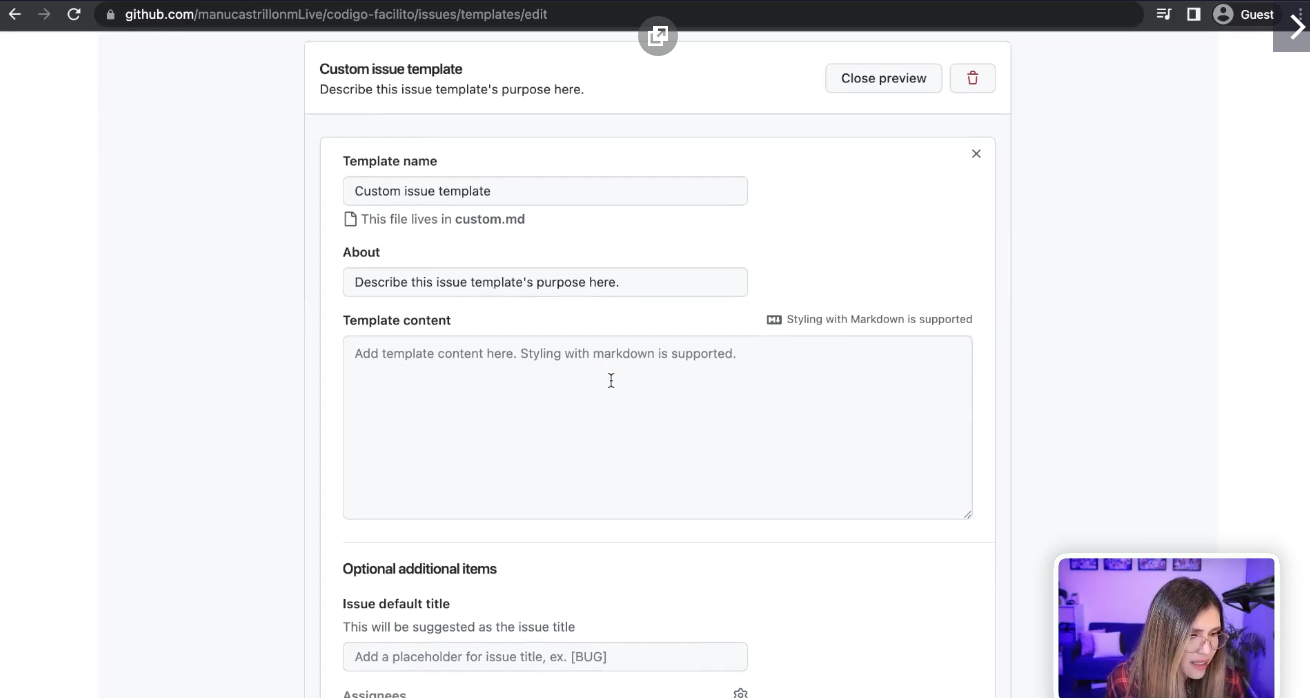 github.com/manucastrillonmLive/codigo-facilito/issues/templates/edit
Guest
Custom issue template
Describe this issue template's purpose here.
Close preview
Template name
Custom issue template
This file lives in custom.md
About
Describe this issue template's purpose here.
Template content
Styling with Markdown is supported
Add template content here. Styling with markdown is supported.
Optional additional items
Issue default title
This will be suggested as the issue title
Add a placeholder for issue title, ex. [BUG]
Assignees